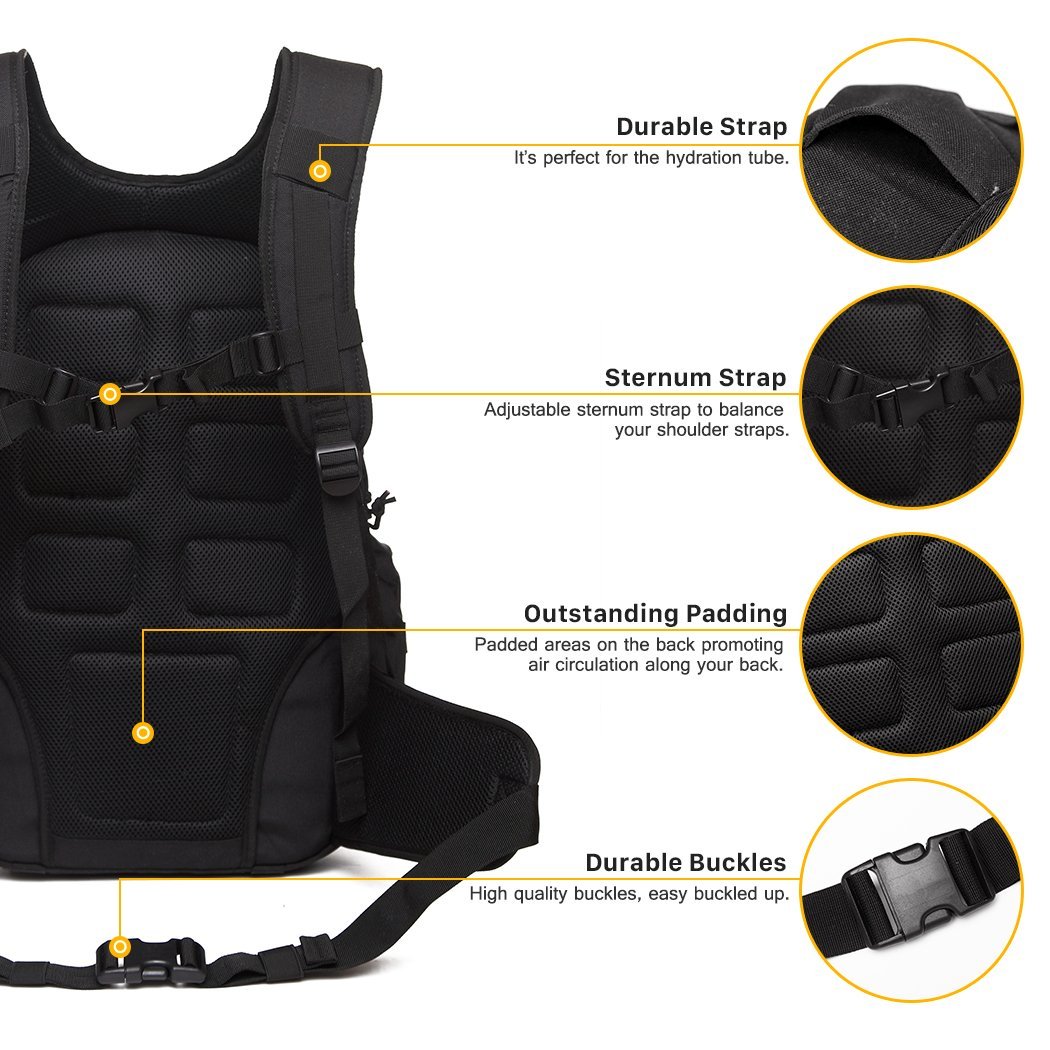 Durable Strap
It's perfect for the hydration tube.
Sternum Strap
Adjustable sternum strap to balance
your shoulder straps.
Outstanding Padding
Padded areas on the back promoting
air circulation along your back.
Durable Buckles
High quality buckles, easy buckled up.